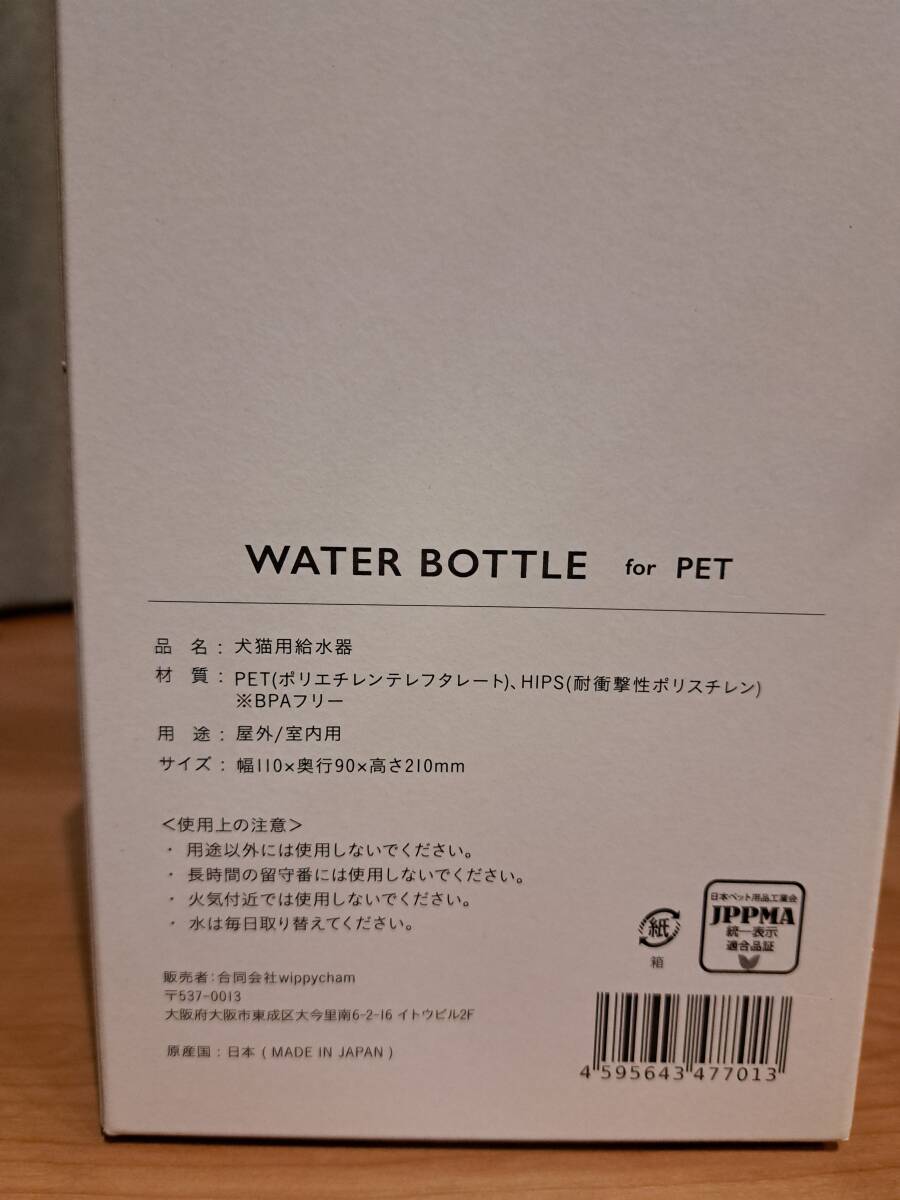 WATER BOTTLE for PET
品 名 : 犬猫用給水器
材 質 : PET(ポリエチレンテレフタレート)、HIPS(耐衝撃性ポリスチレン)
※BPAフリー
用 途 : 屋外/室内用
サイズ : 幅110×奥行90×高さ210mm
＜使用上の注意＞
・ 用途以外には使用しないでください。
・ 長時間の留守番には使用しないでください。
・ 火気付近では使用しないでください。
・ 水は毎日取り替えてください。
販売者:合同会社wippycham
〒537-0013
大阪府大阪市東成区大今里南6-2-16 イトウビル2F
原産国 : 日本 ( MADE IN JAPAN )
紙
箱
日本ペット用品工業会
JPPMA
統一表示
適合品証
4 595643 477013